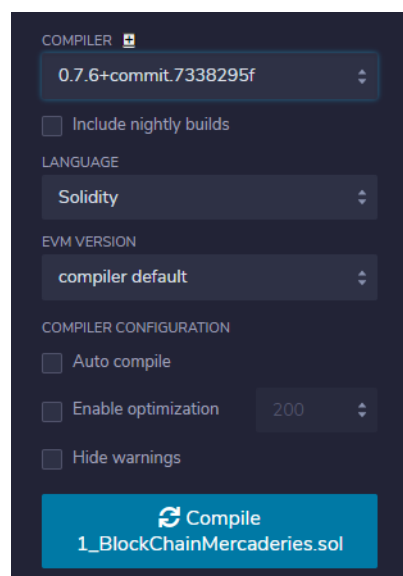 COMPILER
0.7.6+commit.7338295f
Include nightly builds
LANGUAGE
Solidity
EVM VERSION
compiler default
COMPILER CONFIGURATION
Auto compile
Enable optimization 200
Hide warnings
Compile
1_BlockChainMercaderies.sol